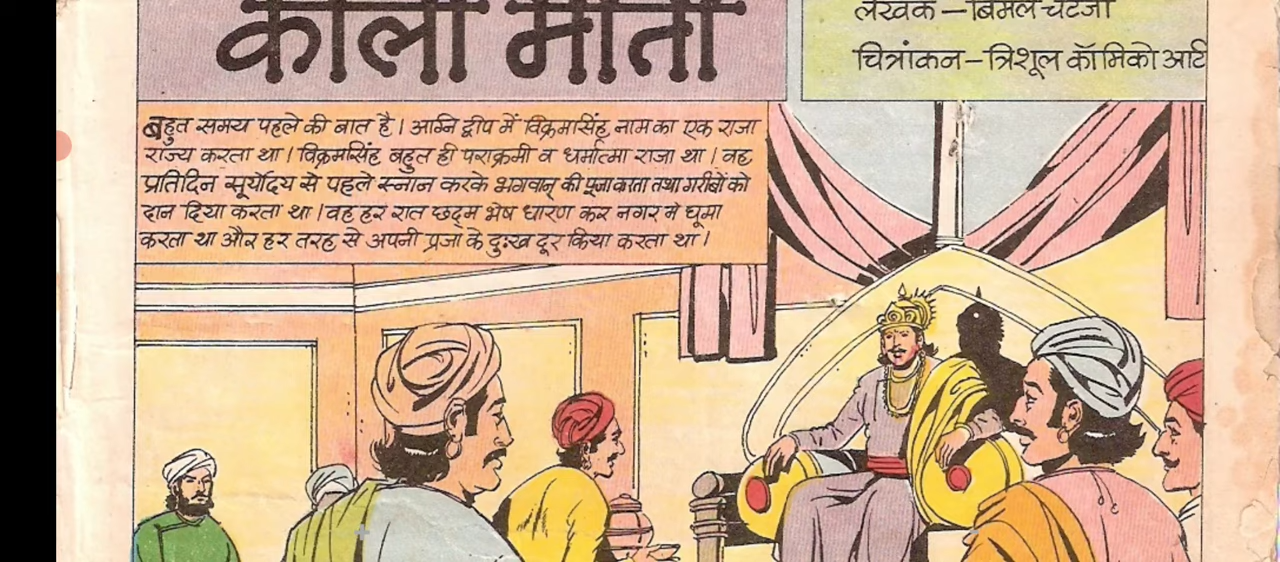 काला मोती
लेखक – बिमल चटर्जी
चित्रांकन – त्रिशूल कॉमिको आर्ट
बहुत समय पहले की बात है। अग्नि द्वीप में विक्रमसिंह नाम का एक राजा
राज्य करता था। विक्रमसिंह बहुत ही पराक्रमी व धर्मात्मा राजा था। वह
प्रतिदिन सूर्योदय से पहले स्नान करके भगवान् की पूजा करता तथा गरीबों को
दान दिया करता था। वह हर रात छद्म भेष धारण कर नगर मे घूमा
करता था और हर तरह से अपनी प्रजा के दुःख दूर किया करता था।